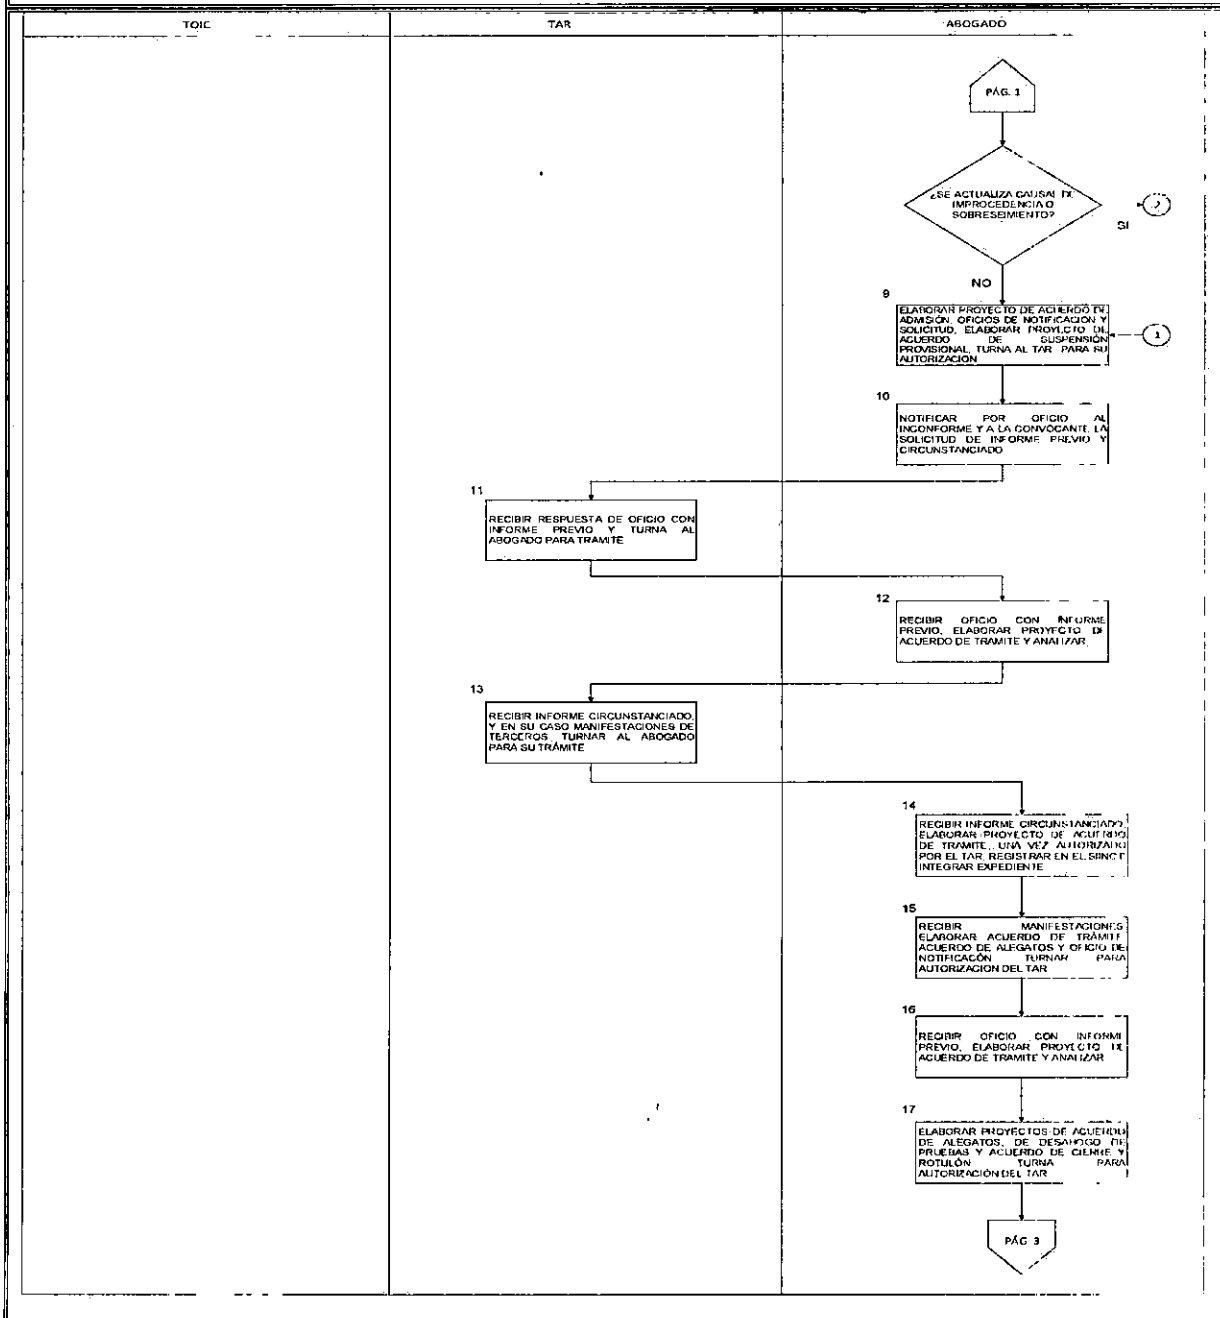 TOIC
TAR
ABOGADO
PÁG. 1
¿SE ACTUALIZA CAUSAL DE
IMPROCEDENCIA O
SOBRESEIMIENTO?
2
SI
NO
9
ELABORAR PROYECTO DE ACUERDO DE
ADMISIÓN, OFICIOS DE NOTIFICACIÓN Y
SOLICITUD, ELABORAR PROYECTO DE
ACUERDO DE SUSPENSIÓN
PROVISIONAL, TURNA AL TAR PARA SU
AUTORIZACION
1
10
NOTIFICAR POR OFICIO AL
INCONFORME Y A LA CONVOCANTE LA
SOLICITUD DE INFORME PREVIO Y
CIRCUNSTANCIADO
11
RECIBIR RESPUESTA DE OFICIO CON
INFORME PREVIO Y TURNA AL
ABOGADO PARA TRAMITE
12
RECIBIR OFICIO CON INFORME
PREVIO, ELABORAR PROYECTO DE
ACUERDO DE TRAMITE Y ANALIZAR
13
RECIBIR INFORME CIRCUNSTANCIADO,
Y EN SU CASO MANIFESTACIONES DE
TERCEROS, TURNAR AL ABOGADO
PARA SU TRÁMITE
14
RECIBIR INFORME CIRCUNSTANCIADO,
ELABORAR PROYECTO DE ACUERDO
DE TRAMITE, UNA VEZ AUTORIZADO
POR EL TAR, REGISTRAR EN EL
INTEGRAR EXPEDIENTE
15
RECIBIR MANIFESTACIONES
ELABORAR ACUERDO DE TRÁMITE
ACUERDO DE ALEGATOS Y OFICIO DE
NOTIFICACÓN TURNAR PARA
AUTORIZACION DEL TAR
16
RECIBIR OFICIO CON INFORME
PREVIO, ELABORAR PROYECTO DE
ACUERDO DE TRAMITE Y ANALIZAR
17
ELABORAR PROYECTOS DE ACUERDO
DE ALEGATOS, DE DESAHOGO DE
PRUEBAS Y ACUERDO DE CIERRE Y
ROTULÓN TURNA PARA
AUTORIZACIÓN DEL TAR
PÁG 3